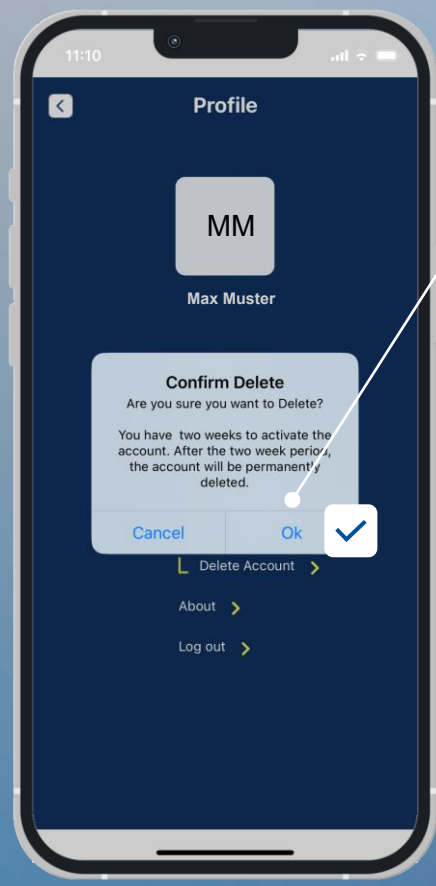 11:10
Profile
MM
Max Muster
Confirm Delete
Are you sure you want to Delete?
You have two weeks to activate the
account. After the two week period,
the account will be permanently
deleted.
Cancel
Ok
Delete Account
About
Log out